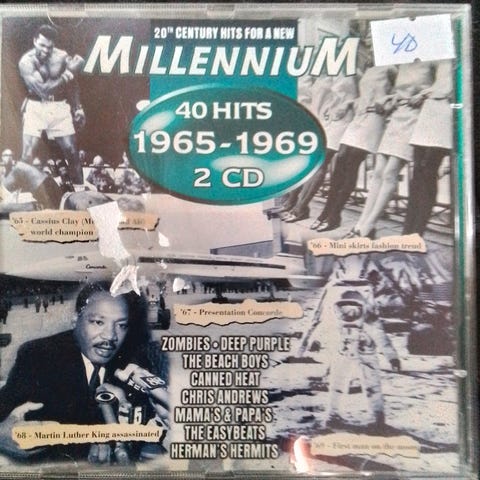 20TH CENTURY HITS FOR A NEW
MILLENNIUM
40
40 HITS
1965-1969
2 CD
'65 - Cassius Clay (M
world champion
'66 - Mini skirts fashion trend
Concorde
'67 - Presentation Concorde
ZOMBIES • DEEP PURPLE
THE BEACH BOYS
CANNED HEAT
CHRIS ANDREWS
MAMA'S & PAPA'S
THE EASYBEATS
HERMAN'S HERMITS
'68 - Martin Luther King assassinated
'69 - First man on the moon